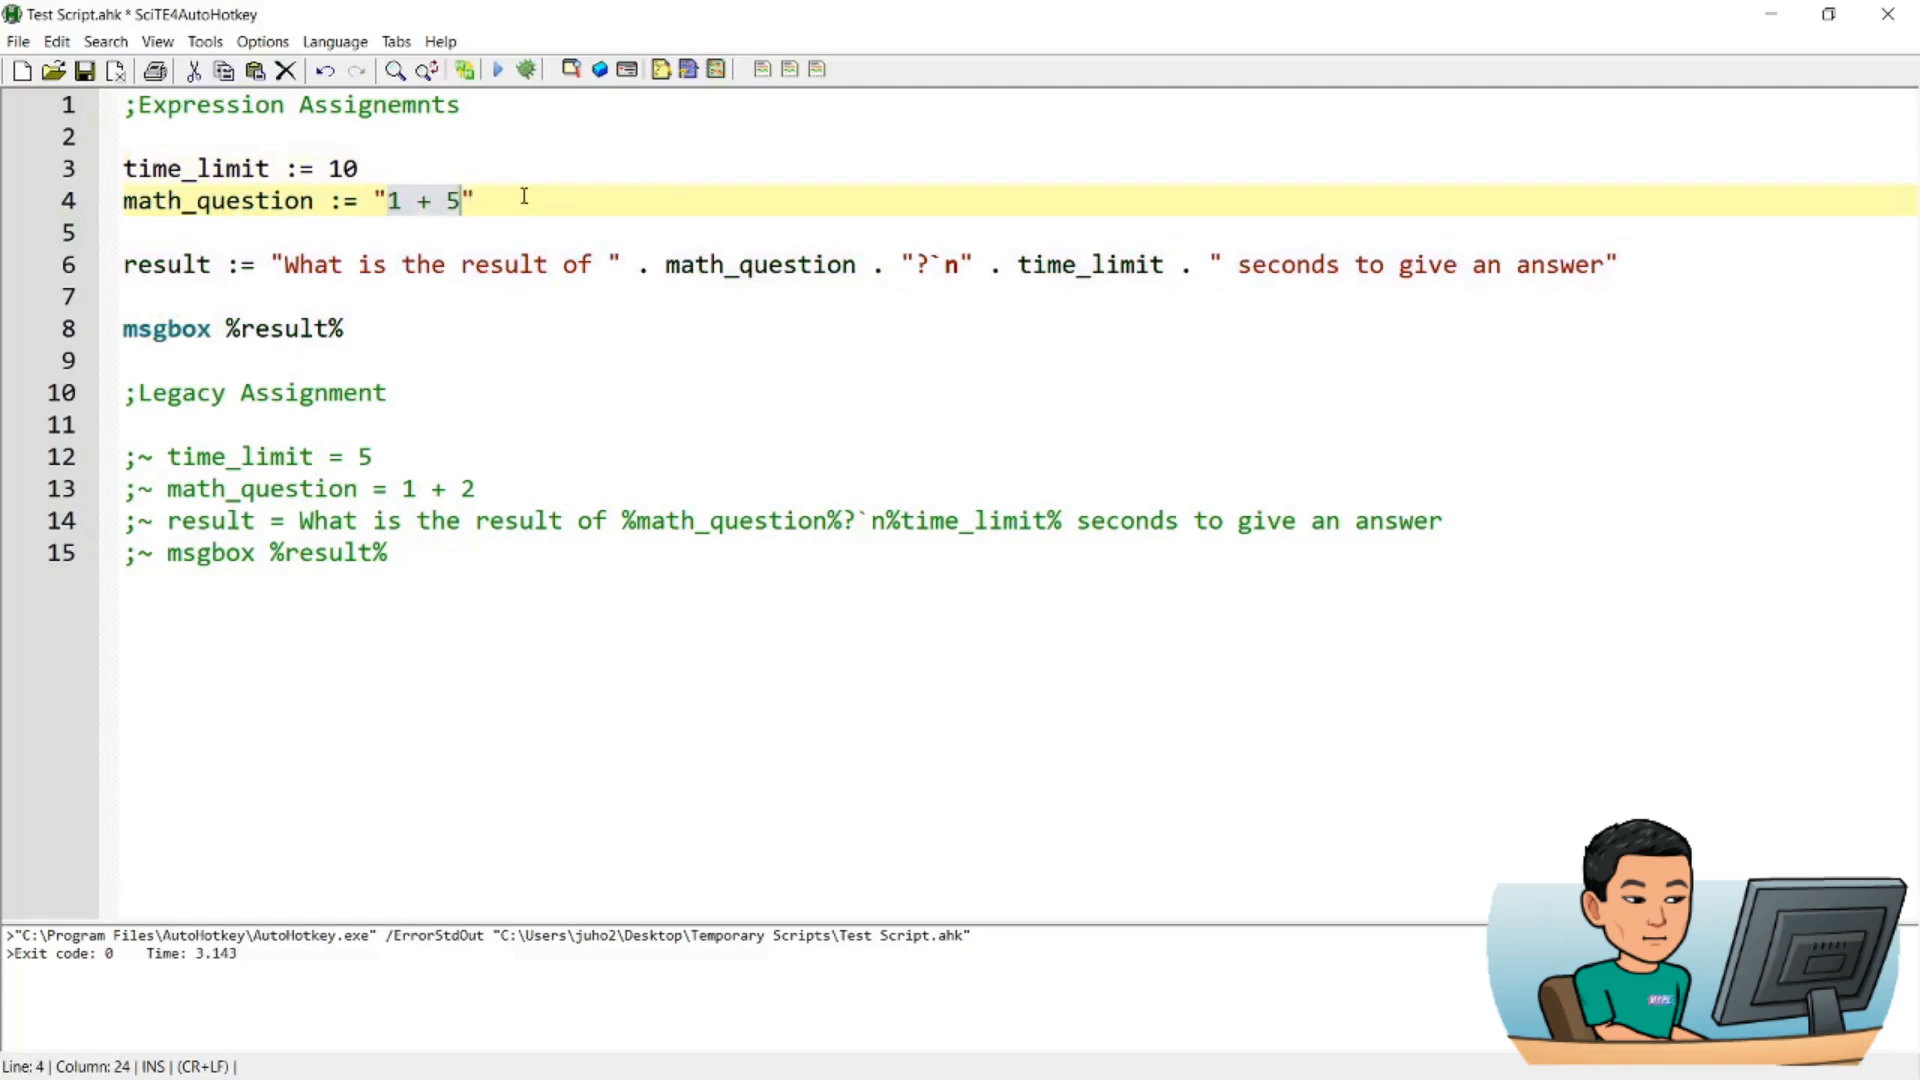 Test Script.ahk * SciTE4AutoHotkey
File Edit Search View Tools Options Language Tabs Help
1 ;Expression Assignemnts
2
3 time_limit := 10
4 math_question := "1 + 5"
5
6 result := "What is the result of " . math_question . "?`n" . time_limit . " seconds to give an answer"
7
8 msgbox %result%
9
10 ;Legacy Assignment
11
12 ;~ time_limit = 5
13 ;~ math_question = 1 + 2
14 ;~ result = What is the result of %math_question%?`n%time_limit% seconds to give an answer
15 ;~ msgbox %result%
>"C:\Program Files\AutoHotkey\AutoHotkey.exe" /ErrorStdOut "C:\Users\juho2\Desktop\Temporary Scripts\Test Script.ahk"
>Exit code: 0 Time: 3.143
Line: 4 | Column: 24 | INS | (CR+LF) |